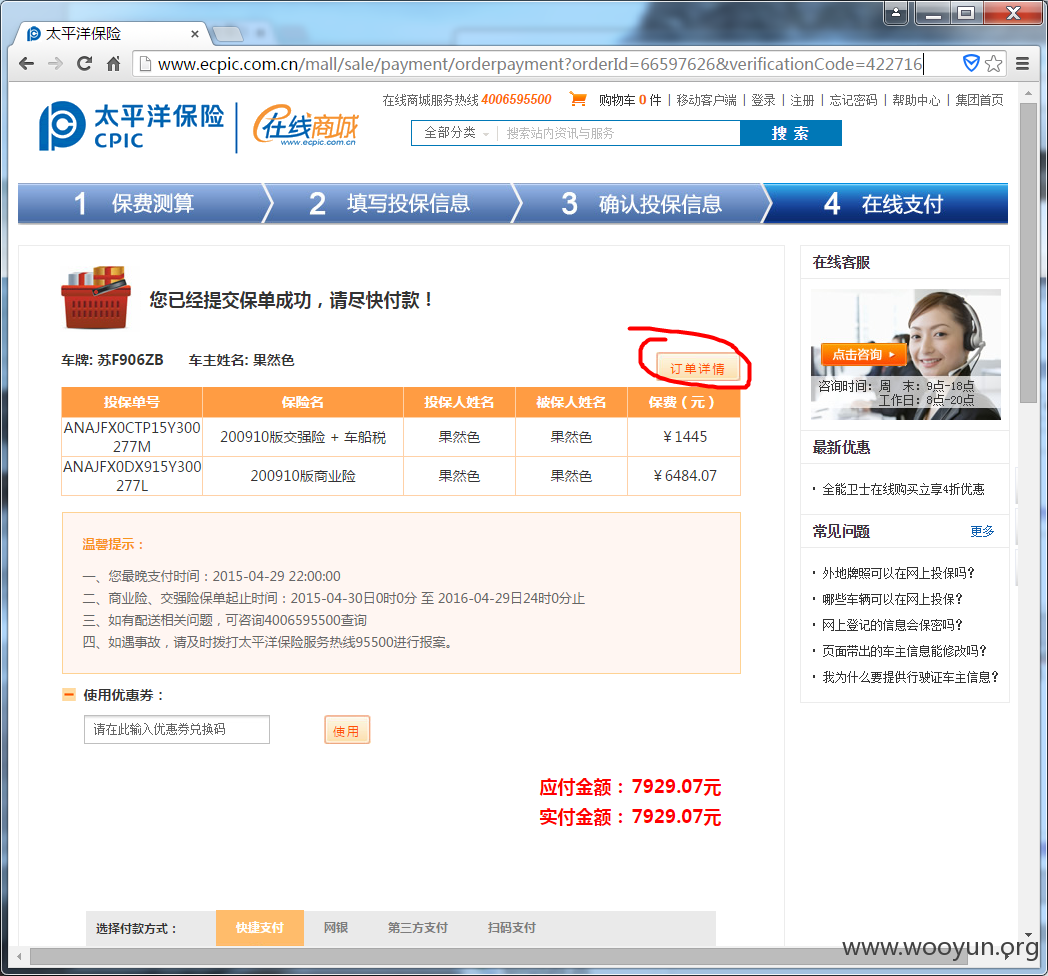 太平洋保险
www.ecpic.com.cn/mall/sale/payment/orderpayment?orderId=66597626&verificationCode=422716
太平洋保险
CPIC
在线商城
www.ecpic.com.cn
在线商城服务热线 4006595500 购物车 0 件 | 移动客户端 | 登录 | 注册 | 忘记密码 | 帮助中心 | 集团首页
全部分类 搜索站内资讯与服务 搜 索
1 保费测算 2 填写投保信息 3 确认投保信息 4 在线支付
您已经提交保单成功，请尽快付款！
车牌: 苏F906ZB 车主姓名: 果然色
订单详情
投保单号 保险名 投保人姓名 被保人姓名 保费（元）
ANAJFX0CTP15Y300
277M 200910版交强险 + 车船税 果然色 果然色 ￥1445
ANAJFX0DX915Y300
277L 200910版商业险 果然色 果然色 ￥6484.07
温馨提示：
一、您最晚支付时间：2015-04-29 22:00:00
二、商业险、交强险保单起止时间：2015-04-30日0时0分 至 2016-04-29日24时0分止
三、如有配送相关问题，可咨询4006595500查询
四、如遇事故，请及时拨打太平洋保险服务热线95500进行报案。
使用优惠券：
请在此输入优惠券兑换码 使用
应付金额：7929.07元
实付金额：7929.07元
选择付款方式： 快捷支付 网银 第三方支付 扫码支付
在线客服
点击咨询
咨询时间：周 末：9点-18点
工作日：8点-20点
最新优惠
· 全能卫士在线购买立享4折优惠
常见问题 更多
· 外地牌照可以在网上投保吗？
· 哪些车辆可以在网上投保？
· 网上登记的信息会保密吗？
· 页面带出的车主信息能修改吗？
· 我为什么要提供行驶证车主信息？
www.wooyun.org